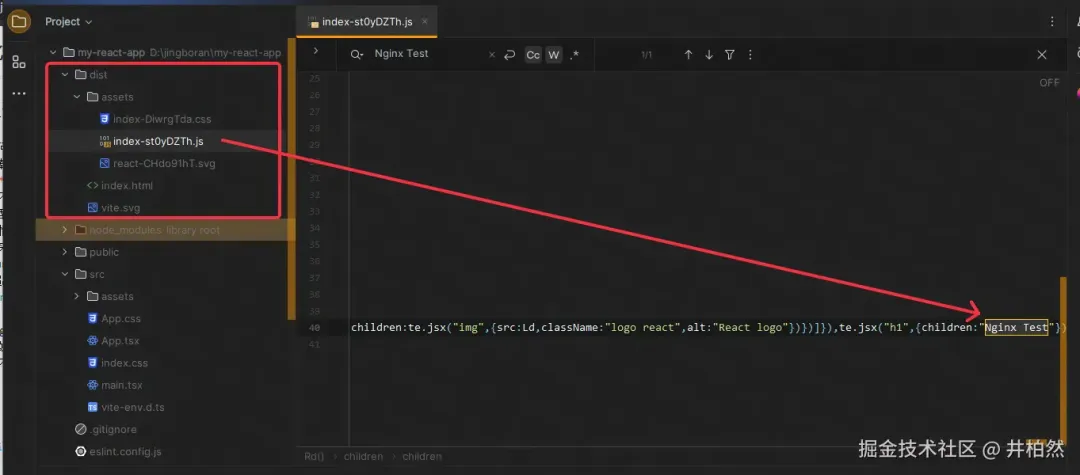 Project
index-st0yDZTh.js
my-react-app D:\jingboran\my-react-app
dist
assets
index-DiwrgTda.css
index-st0yDZTh.js
react-CHdo91hT.svg
index.html
vite.svg
node_modules library root
public
src
assets
App.css
App.tsx
index.css
main.tsx
vite-env.d.ts
.gitignore
eslint.config.js
Nginx Test
Cc
W
.*
1/1
OFF
25
26
27
28
29
30
31
32
33
34
35
36
37
38
39
40 children:te.jsx("img",{src:Ld,className:"logo react",alt:"React logo"})})]}),te.jsx("h1",{children:"Nginx Test"})
41
Rd() › children › children
掘金技术社区 @ 井柏然